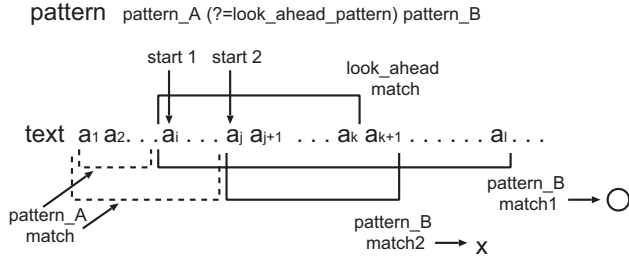 pattern pattern_A (?=look_ahead_pattern) pattern_B
start 1 start 2
look_ahead
match
text a1 a2. . . ai . . . aj aj+1 . . . ak ak+1 . . . . . . al . . .
pattern_A
match
pattern_B
match1
pattern_B
match2 x